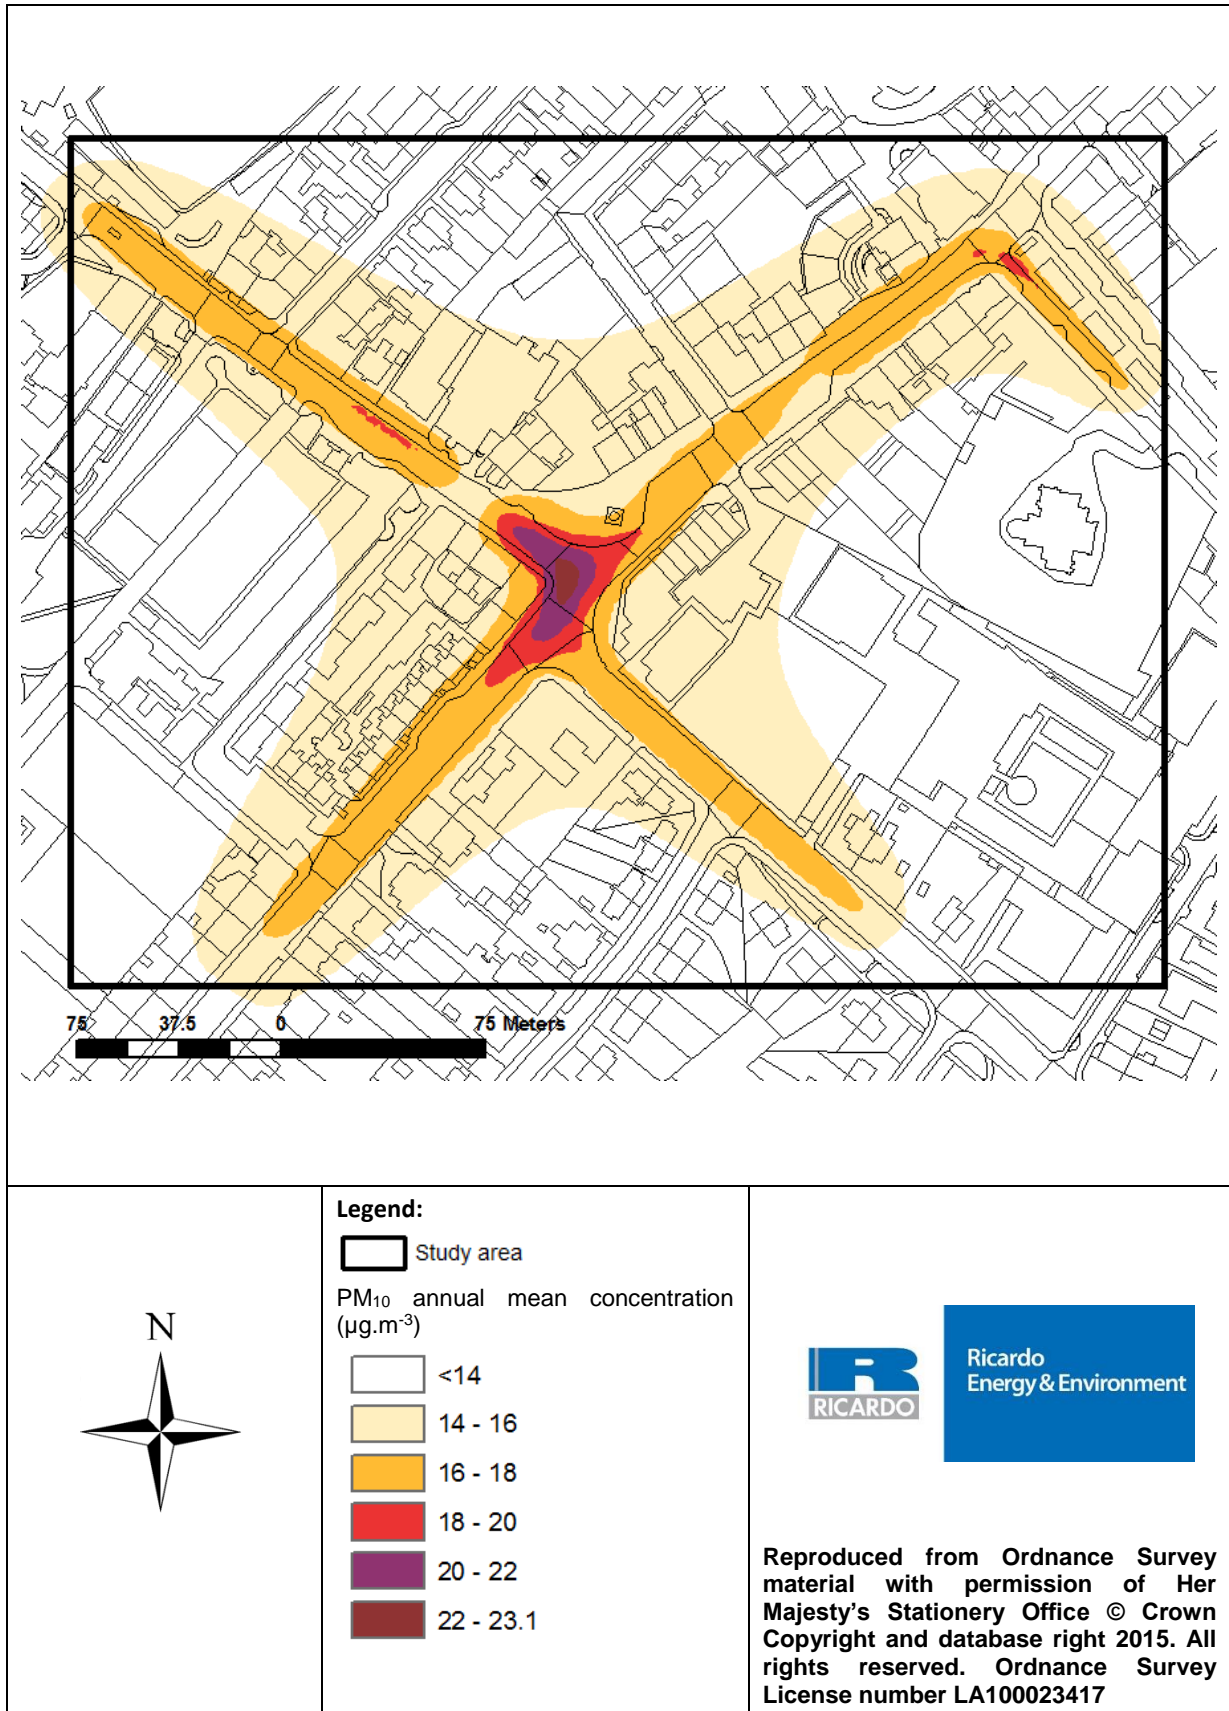 75 37.5 0 75 Meters
N
Legend:
Study area
PM10 annual mean concentration
(µg.m-3)
<14
14 - 16
16 - 18
18 - 20
20 - 22
22 - 23.1
R
RICARDO
Ricardo
Energy & Environment
Reproduced from Ordnance Survey
material with permission of Her
Majesty's Stationery Office © Crown
Copyright and database right 2015. All
rights reserved. Ordnance Survey
License number LA100023417